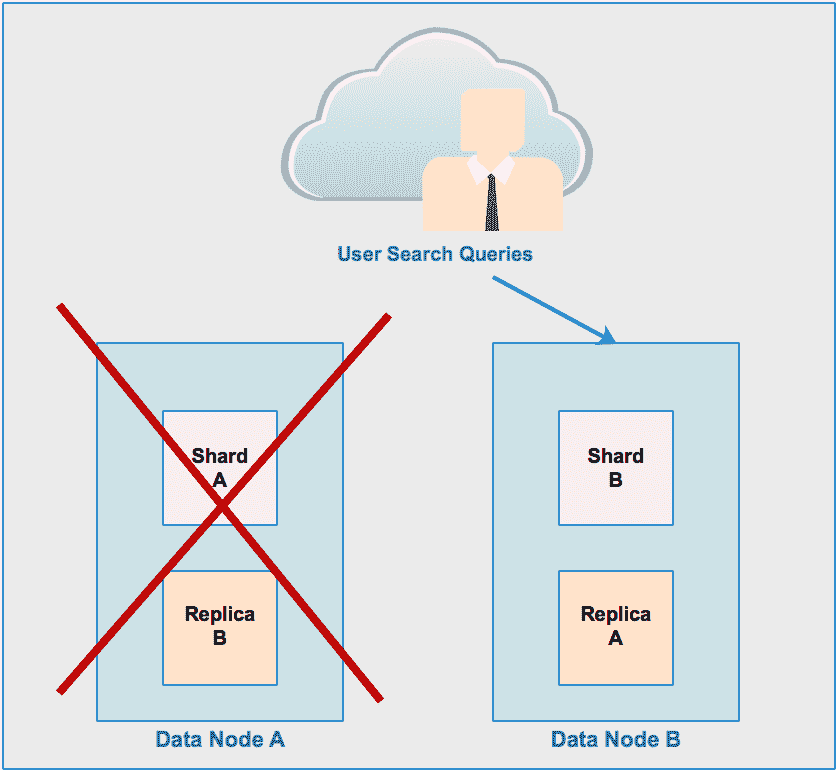 User Search Queries
Shard
A
Replica
B
Data Node A
Shard
B
Replica
A
Data Node B